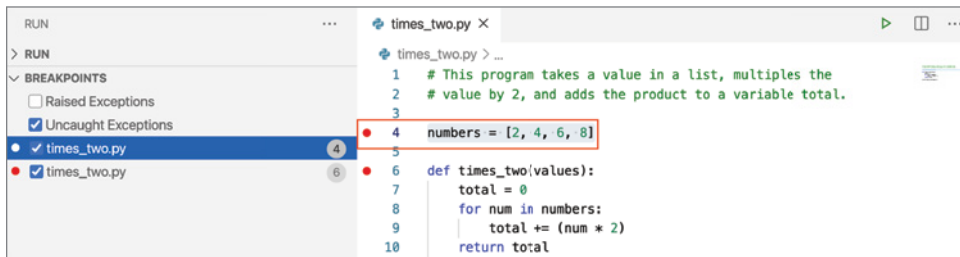 RUN ...
RUN
BREAKPOINTS
Raised Exceptions
Uncaught Exceptions
times_two.py 4
times_two.py 6
times_two.py
times_two.py > ...
1 # This program takes a value in a list, multiples the
2 # value by 2, and adds the product to a variable total.
3
4 numbers = [2, 4, 6, 8]
5
6 def times_two(values):
7 total = 0
8 for num in numbers:
9 total += (num * 2)
10 return total